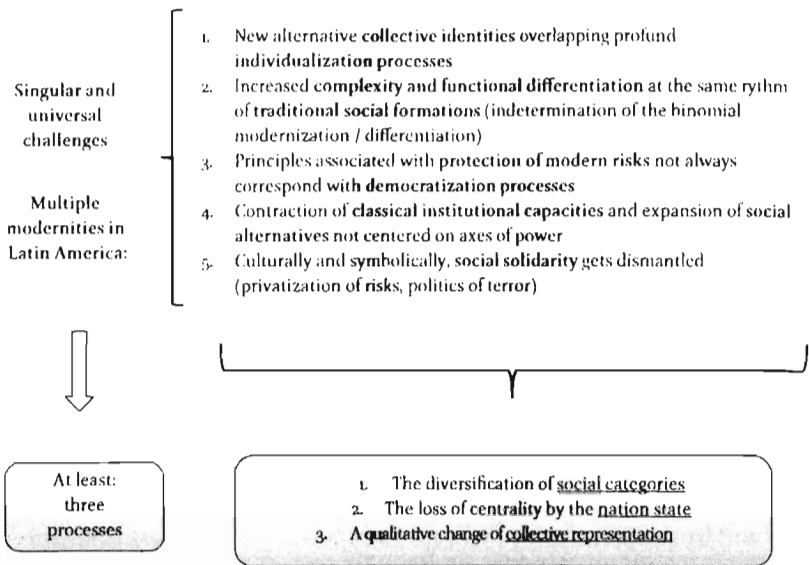 Singular and
universal
challenges
Multiple
modernities in
Latin America:
1. New alternative collective identities overlapping profund
individualization processes
2. Increased complexity and functional differentiation at the same rythm
of traditional social formations (indetermination of the binomial
modernization / differentiation)
3. Principles associated with protection of modern risks not always
correspond with democratization processes
4. Contraction of classical institutional capacities and expansion of social
alternatives not centered on axes of power
5. Culturally and symbolically, social solidarity gets dismantled
(privatization of risks, politics of terror)
At least:
three
processes
1. The diversification of social categories
2. The loss of centrality by the nation state
3. A qualitative change of collective representation